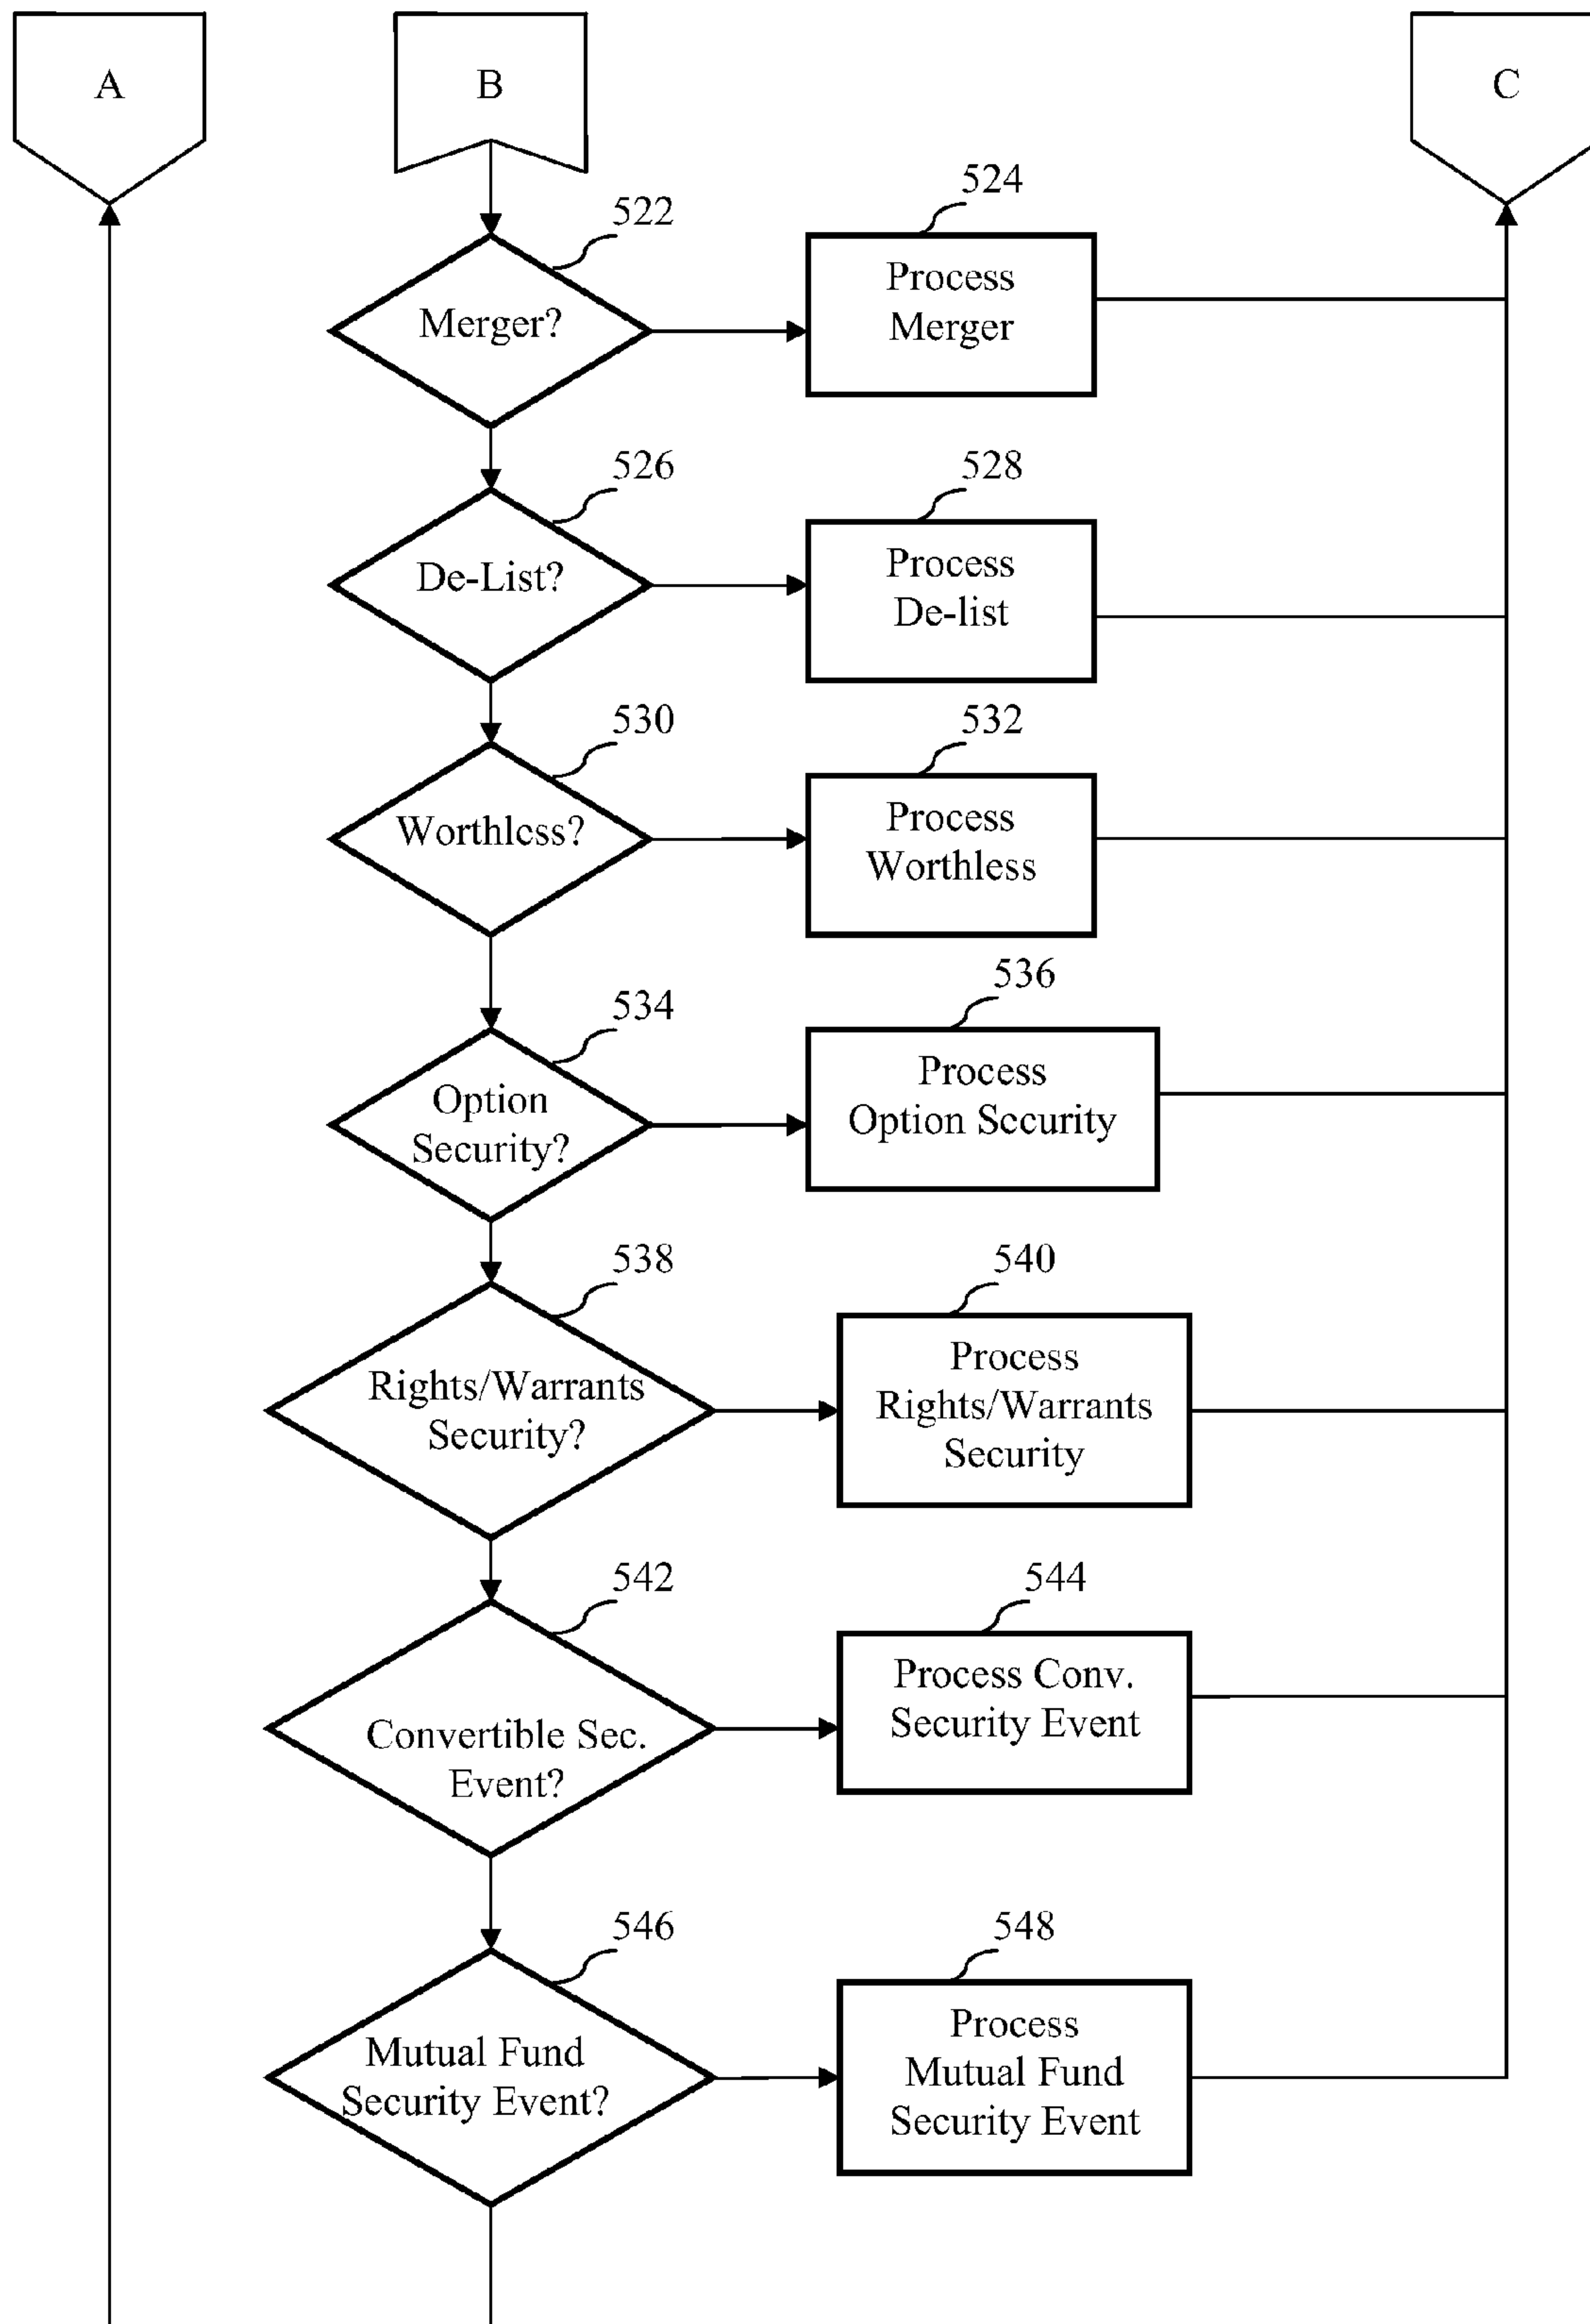 A
B
C
522
524
Merger?
Process
Merger
526
528
De-List?
Process
De-list
530
532
Worthless?
Process
Worthless
534
536
Option
Security?
Process
Option Security
538
540
Rights/Warrants
Security?
Process
Rights/Warrants
Security
542
544
Convertible Sec.
Event?
Process Conv.
Security Event
546
548
Mutual Fund
Security Event?
Process
Mutual Fund
Security Event